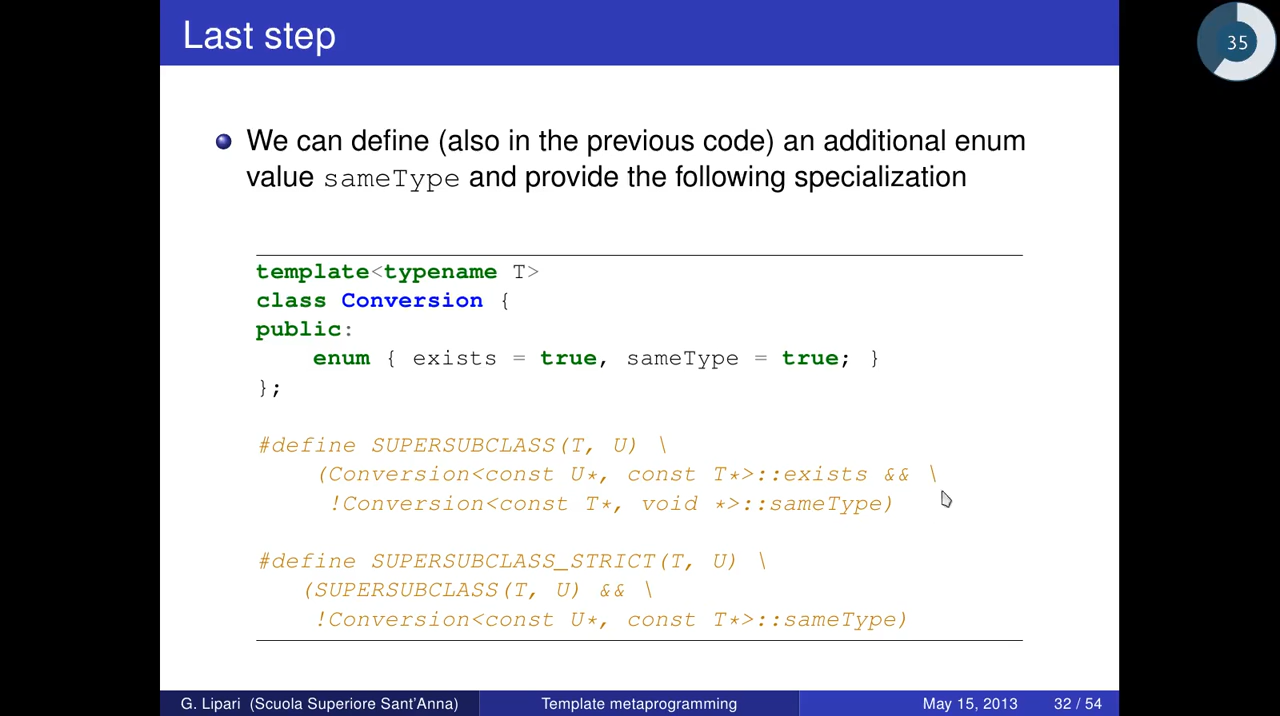 Last step
35
We can define (also in the previous code) an additional enum
value sameType and provide the following specialization
template<typename T>
class Conversion {
public:
    enum { exists = true, sameType = true; }
};
#define SUPERSUBCLASS(T, U) \
    (Conversion<const U*, const T*>::exists && \
     !Conversion<const T*, void *>::sameType)
#define SUPERSUBCLASS_STRICT(T, U) \
   (SUPERSUBCLASS(T, U) && \
    !Conversion<const U*, const T*>::sameType)
G. Lipari (Scuola Superiore Sant'Anna) Template metaprogramming May 15, 2013 32 / 54